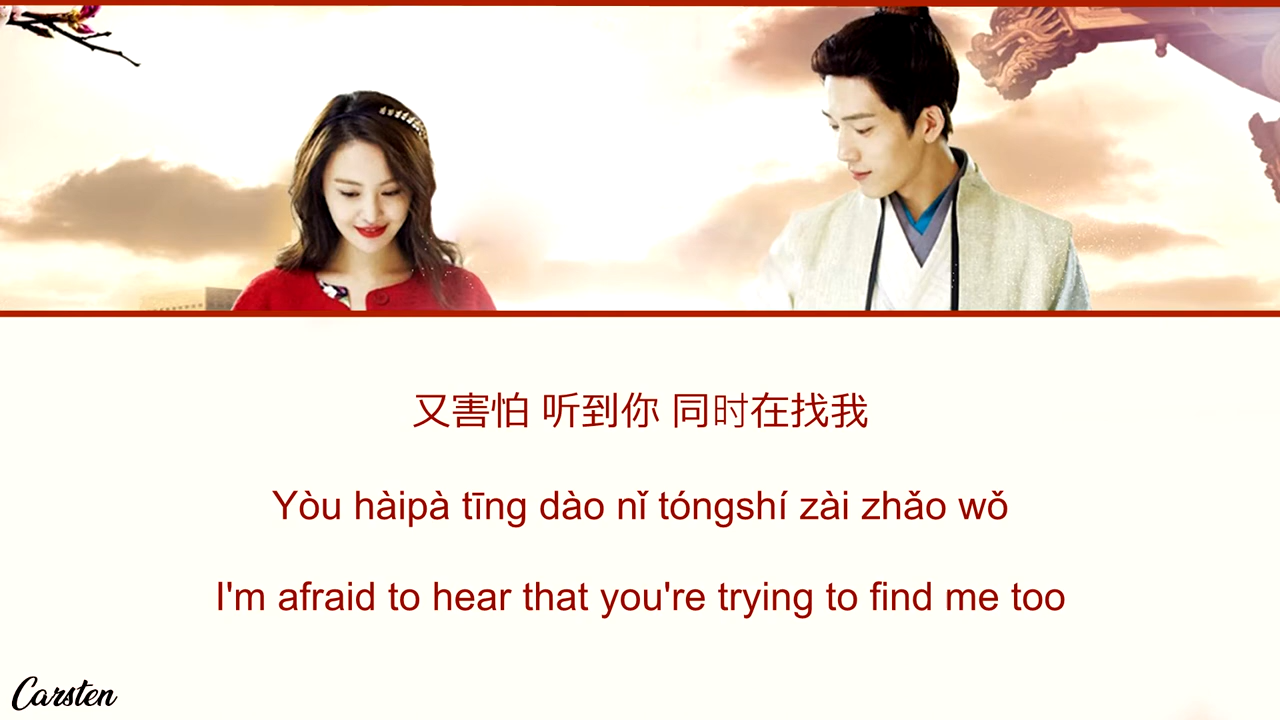 又害怕 听到你 同时在找我
Yòu hàipà tīng dào nǐ tóngshí zài zhǎo wǒ
I'm afraid to hear that you're trying to find me too
Carsten